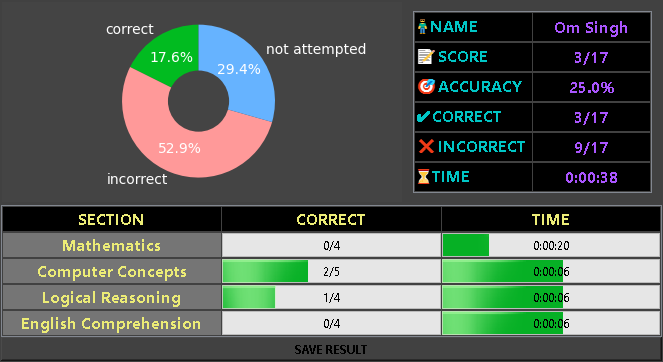 correct
17.6%
not attempted
29.4%
52.9%
incorrect
NAME Om Singh
SCORE 3/17
ACCURACY 25.0%
CORRECT 3/17
INCORRECT 9/17
TIME 0:00:38
SECTION CORRECT TIME
Mathematics 0/4 0:00:20
Computer Concepts 2/5 0:00:06
Logical Reasoning 1/4 0:00:06
English Comprehension 0/4 0:00:06
SAVE RESULT